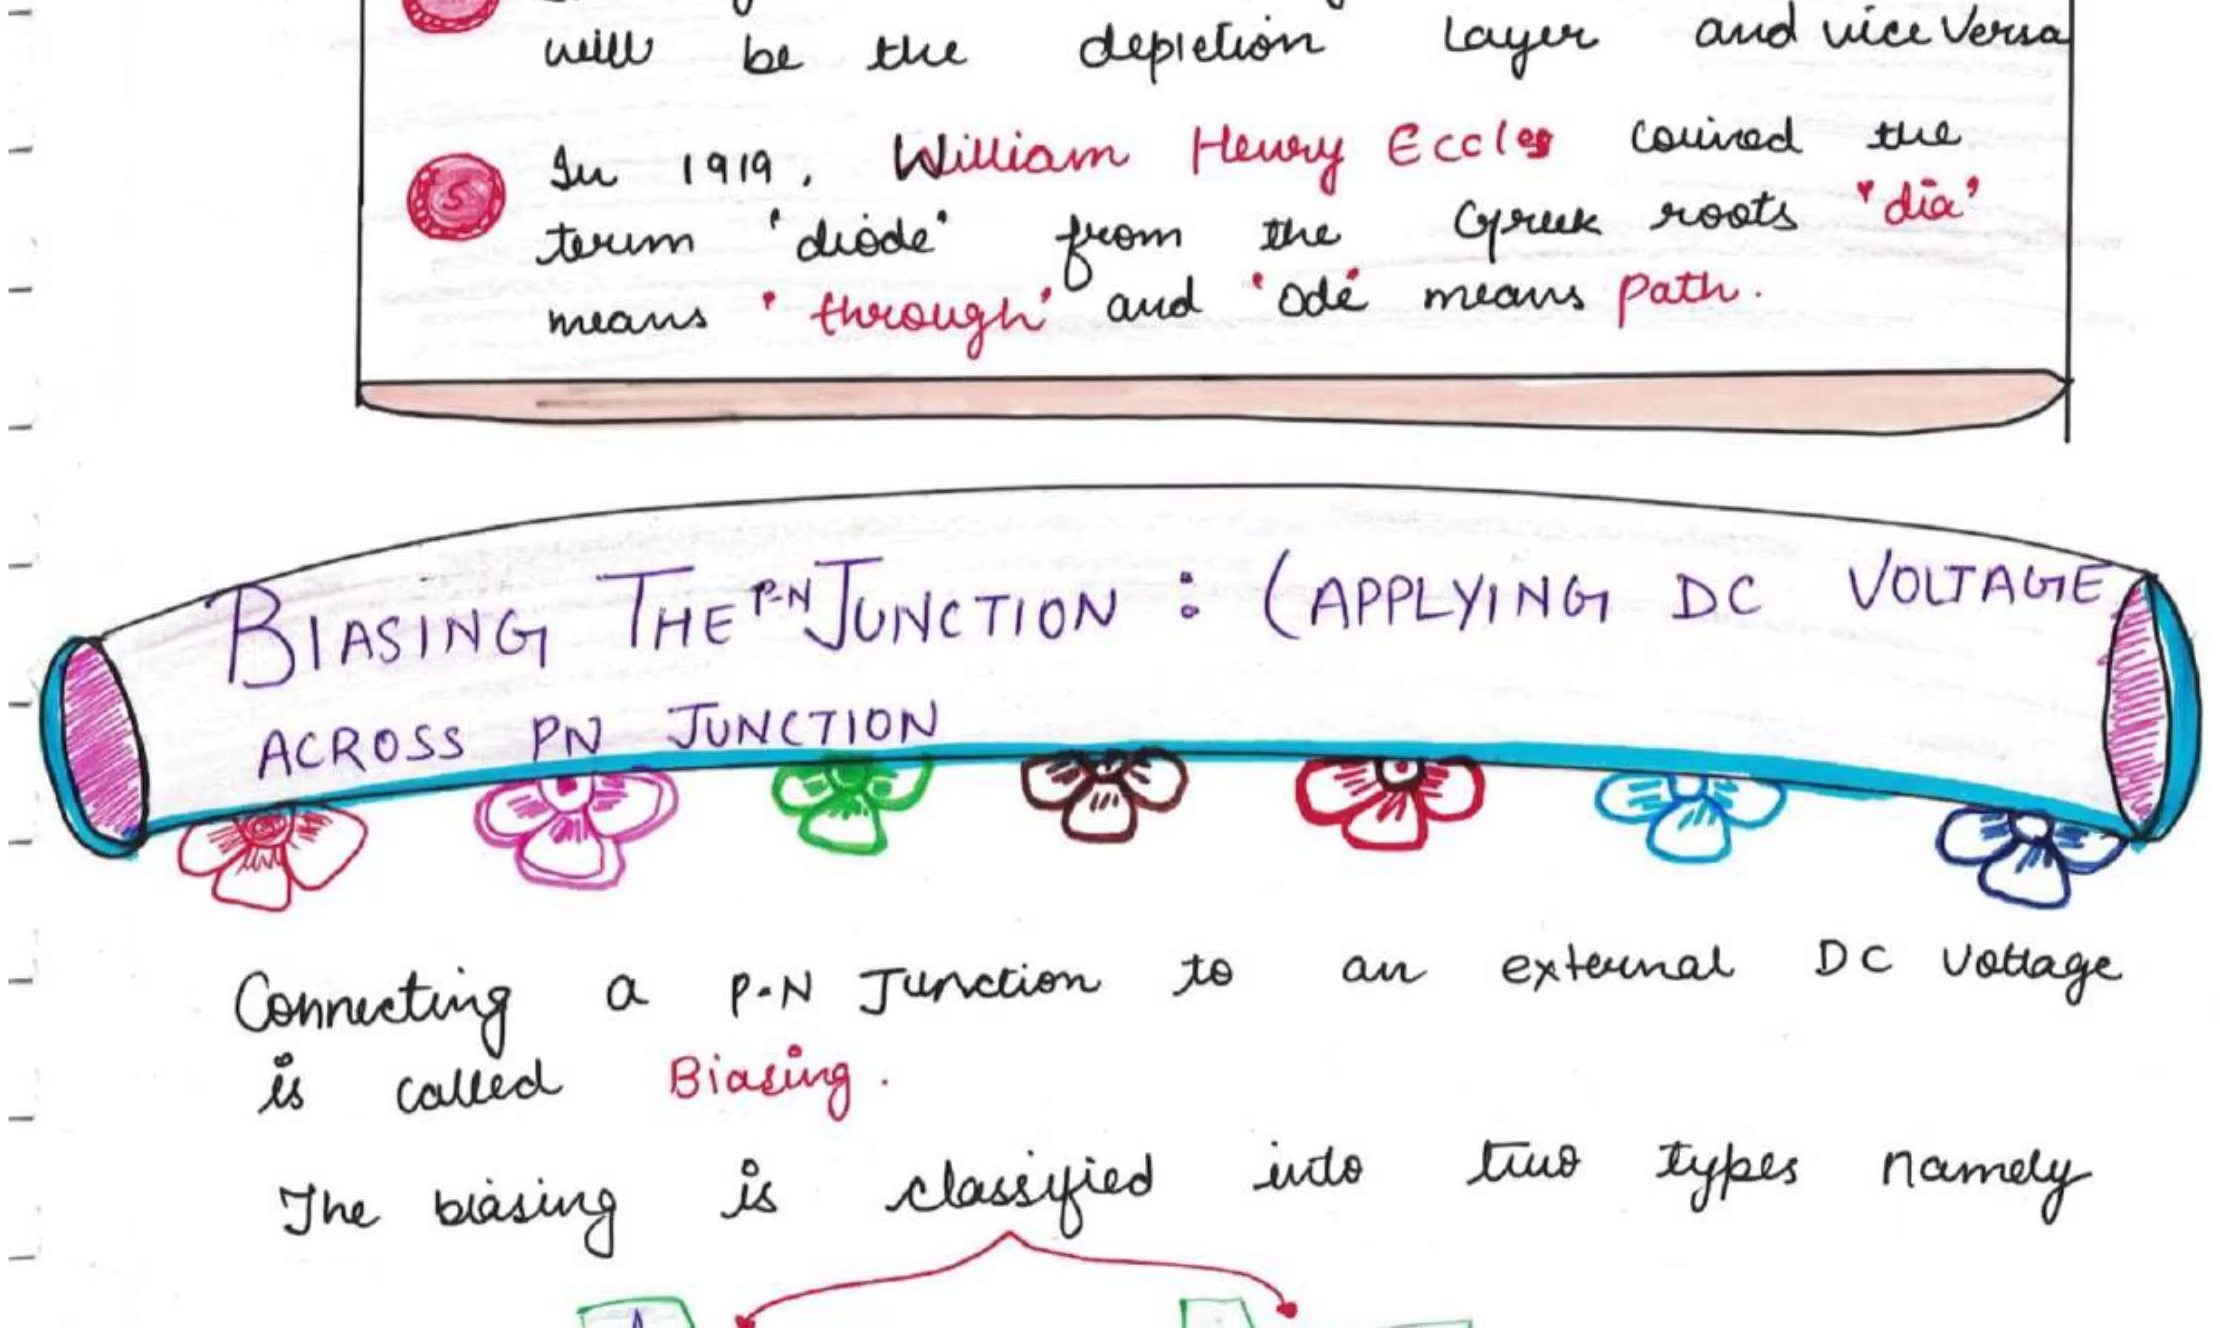 will be the depletion Layer and vice Versa
5 In 1919, William Henry Eccles coined the
term 'diode' from the Greek roots 'dia'
means 'through' and 'ode' means path.
BIASING THE P-N JUNCTION : (APPLYING DC VOLTAGE
ACROSS PN JUNCTION
Connecting a P-N Junction to an external DC Voltage
is called Biasing.
The biasing is classified into two types namely